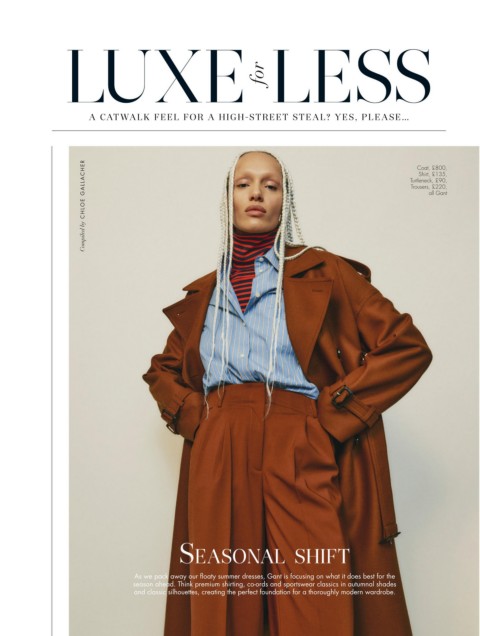 LUXE for LESS
A CATWALK FEEL FOR A HIGH-STREET STEAL? YES, PLEASE...
Compiled by CHLOE GALLACHER
Coat, £800,
Shirt, £135,
Turtleneck, £90,
Trousers, £220,
all Gant
SEASONAL SHIFT
As we pack away our floaty summer dresses, Gant is focusing on what it does best for the
season ahead. Think premium shirting, co-ords and sportswear classics in autumnal shades
and classic silhouettes, creating the perfect foundation for a thoroughly modern wardrobe.